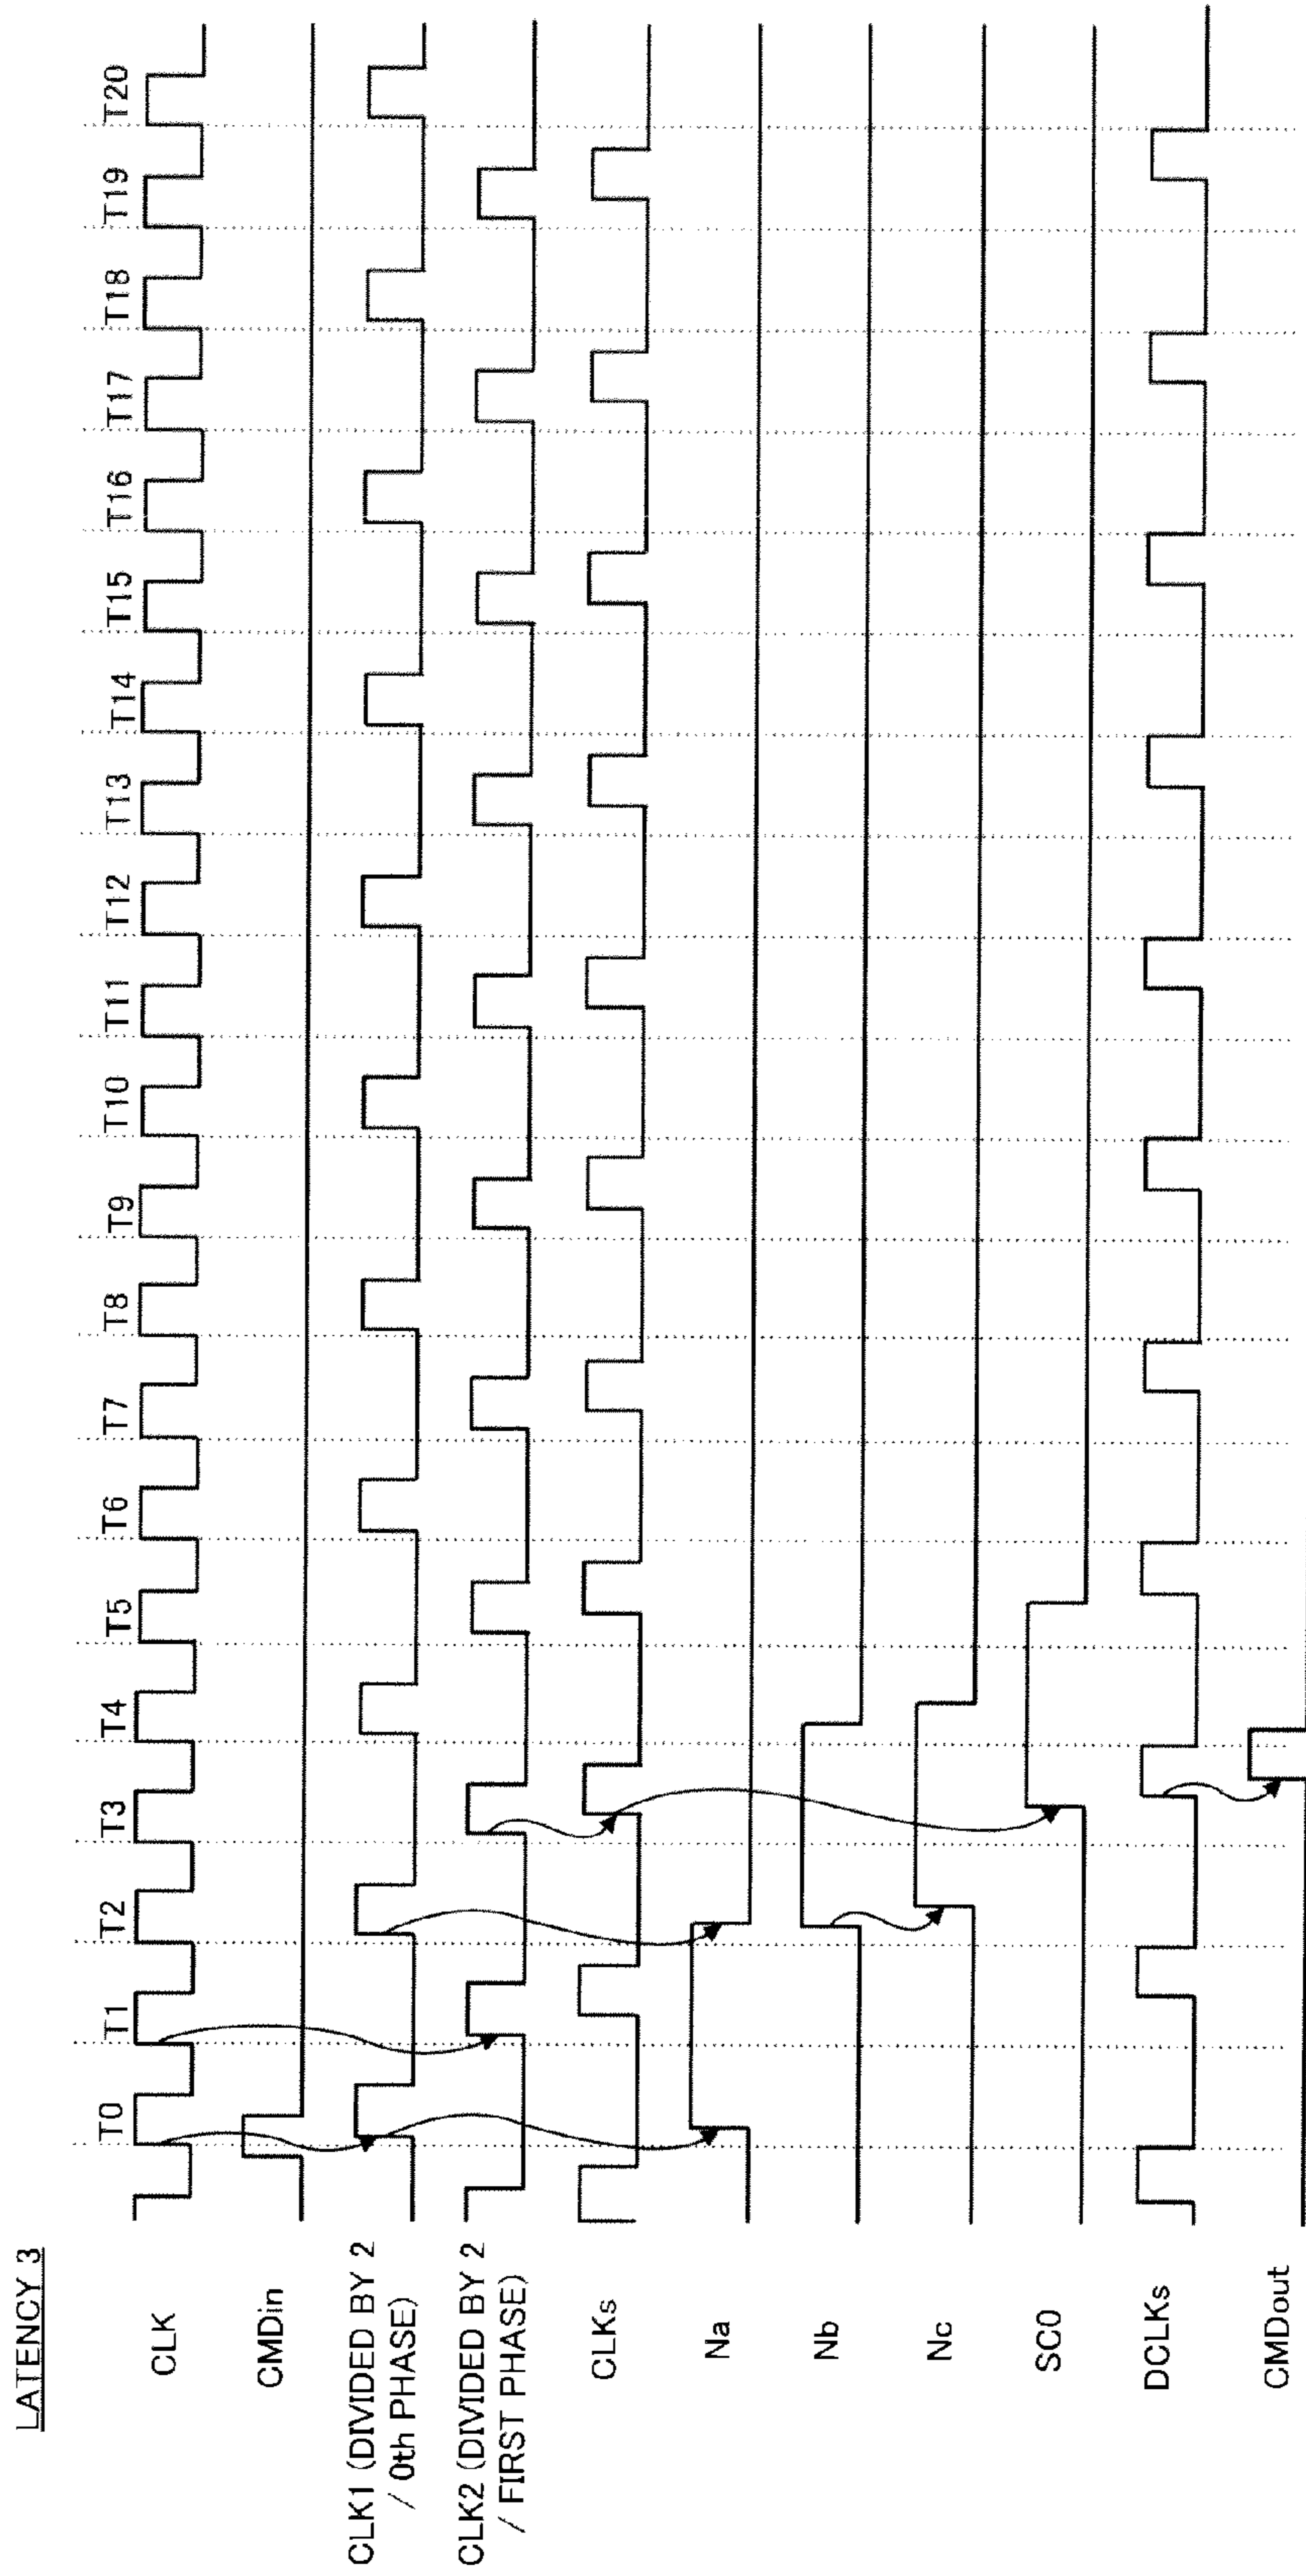 LATENCY 3
T0 T1 T2 T3 T4 T5 T6 T7 T8 T9 T10 T11 T12 T13 T14 T15 T16 T17 T18 T19 T20
CLK
CMDin
CLK1 (DIVIDED BY 2
/ 0th PHASE)
CLK2 (DIVIDED BY 2
/ FIRST PHASE)
CLKs
Na
Nb
Nc
SC0
DCLKs
CMDout